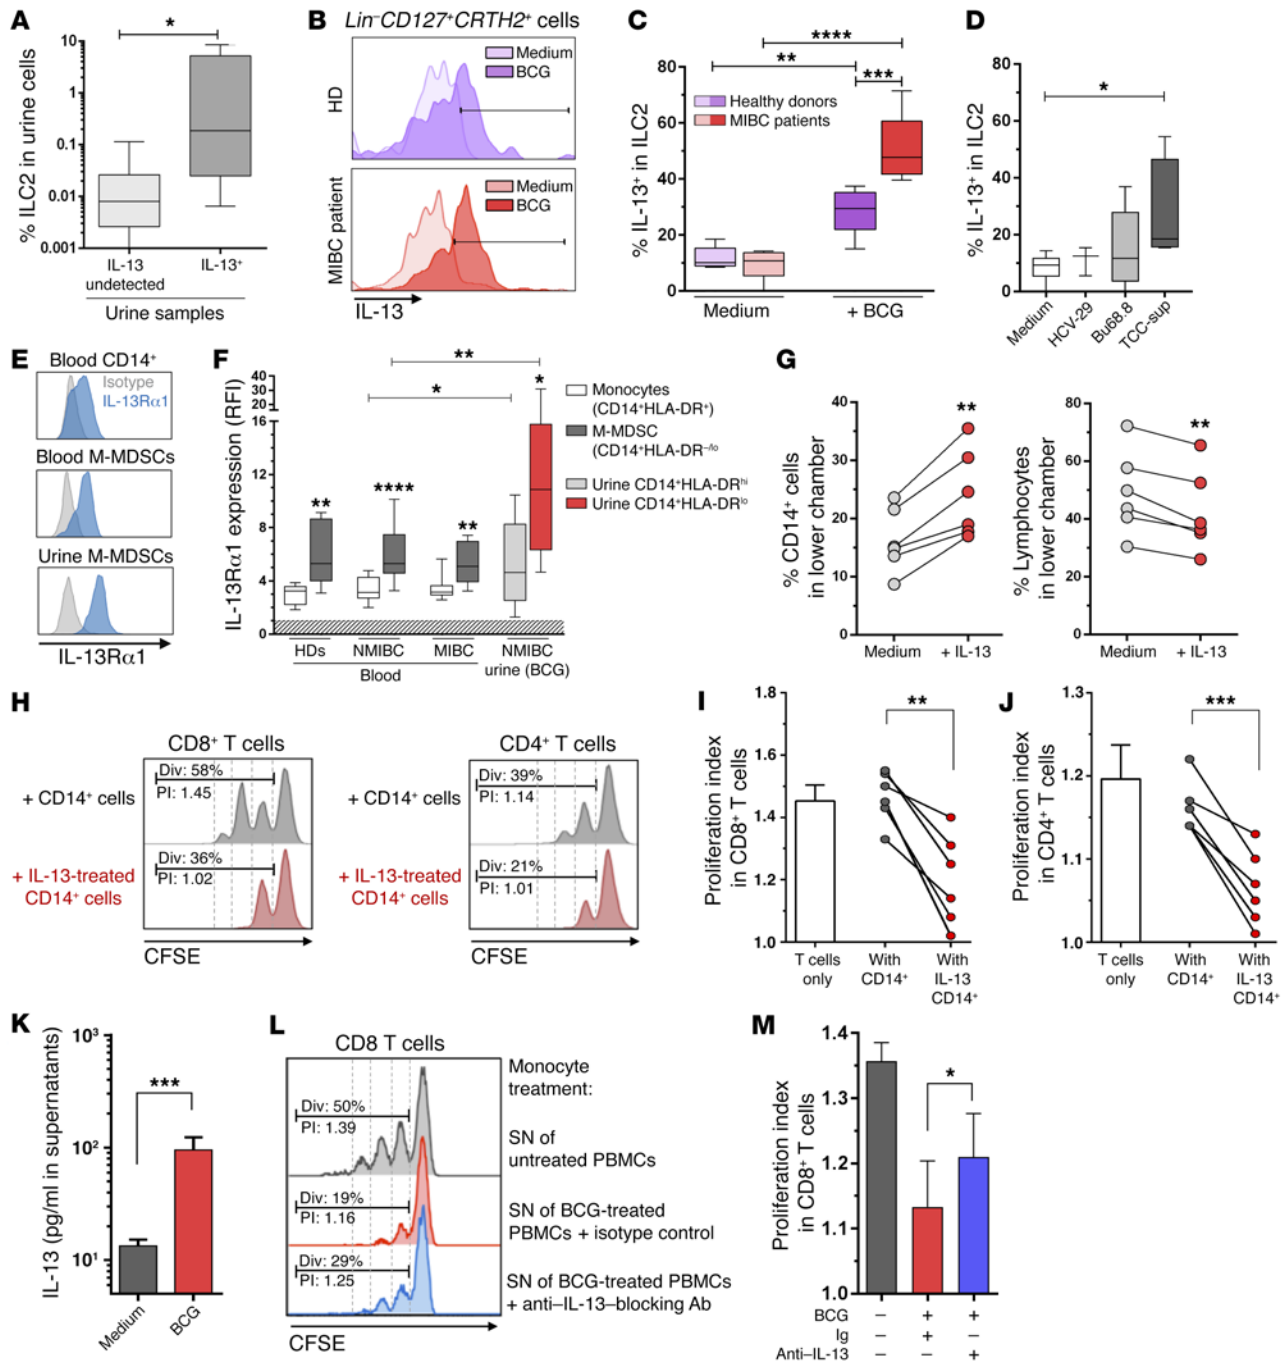 A
*
% ILC2 in urine cells
10
1
0.1
0.01
0.001
IL-13
undetected
IL-13⁺
Urine samples
B
Lin⁻CD127⁺CRTH2⁺ cells
HD
Medium
BCG
MIBC patient
Medium
BCG
IL-13
C
****
**
***
% IL-13⁺ in ILC2
80
60
40
20
0
Healthy donors
MIBC patients
Medium
+ BCG
D
*
% IL-13⁺ in ILC2
80
60
40
20
0
Medium
HCV-29
Bu68.8
TCC-sup
E
Blood CD14⁺
Isotype
IL-13Rα1
Blood M-MDSCs
Urine M-MDSCs
IL-13Rα1
F
**
*
*
**
****
**
IL-13Rα1 expression (RFI)
40
30
20
16
12
8
4
0
HDs
NMIBC
MIBC
NMIBC
urine (BCG)
Blood
Monocytes
(CD14⁺HLA-DR⁺)
M-MDSC
(CD14⁺HLA-DR⁻/lo
Urine CD14⁺HLA-DRhi
Urine CD14⁺HLA-DRlo
G
% CD14⁺ cells
in lower chamber
40
30
20
10
0
**
Medium
+ IL-13
% Lymphocytes
in lower chamber
80
60
40
20
0
**
Medium
+ IL-13
H
CD8⁺ T cells
+ CD14⁺ cells
Div: 58%
PI: 1.45
+ IL-13-treated
CD14⁺ cells
Div: 36%
PI: 1.02
CFSE
CD4⁺ T cells
+ CD14⁺ cells
Div: 39%
PI: 1.14
+ IL-13-treated
CD14⁺ cells
Div: 21%
PI: 1.01
CFSE
I
Proliferation index
in CD8⁺ T cells
1.8
1.6
1.4
1.2
1.0
**
T cells
only
With
CD14⁺
With
IL-13
CD14⁺
J
Proliferation index
in CD4⁺ T cells
1.3
1.2
1.1
1.0
***
T cells
only
With
CD14⁺
With
IL-13
CD14⁺
K
IL-13 (pg/ml in supernatants)
10³
10²
10¹
***
Medium
BCG
L
CD8 T cells
Monocyte
treatment:
Div: 50%
PI: 1.39
SN of
untreated PBMCs
Div: 19%
PI: 1.16
SN of BCG-treated
PBMCs + isotype control
Div: 29%
PI: 1.25
SN of BCG-treated PBMCs
+ anti–IL-13–blocking Ab
CFSE
M
Proliferation index
in CD8⁺ T cells
1.4
1.3
1.2
1.1
1.0
*
BCG – + +
Ig – +
Anti–IL-13 – +